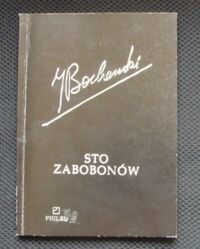 J Bocheński
STO
ZABOBONÓW
PHILED